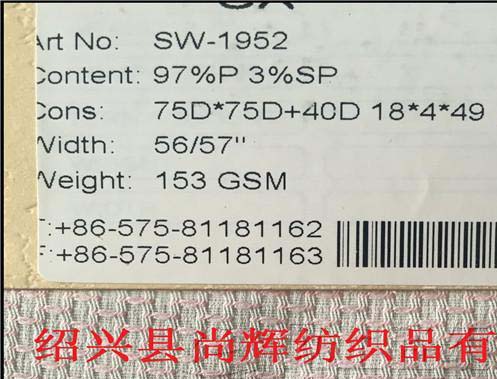 Art No: SW-1952
Content: 97%P 3%SP
Cons: 75D*75D+40D 18*4*49
Width: 56/57"
Weight: 153 GSM
T:+86-575-81181162
F:+86-575-81181163
绍兴县尚辉纺织品有